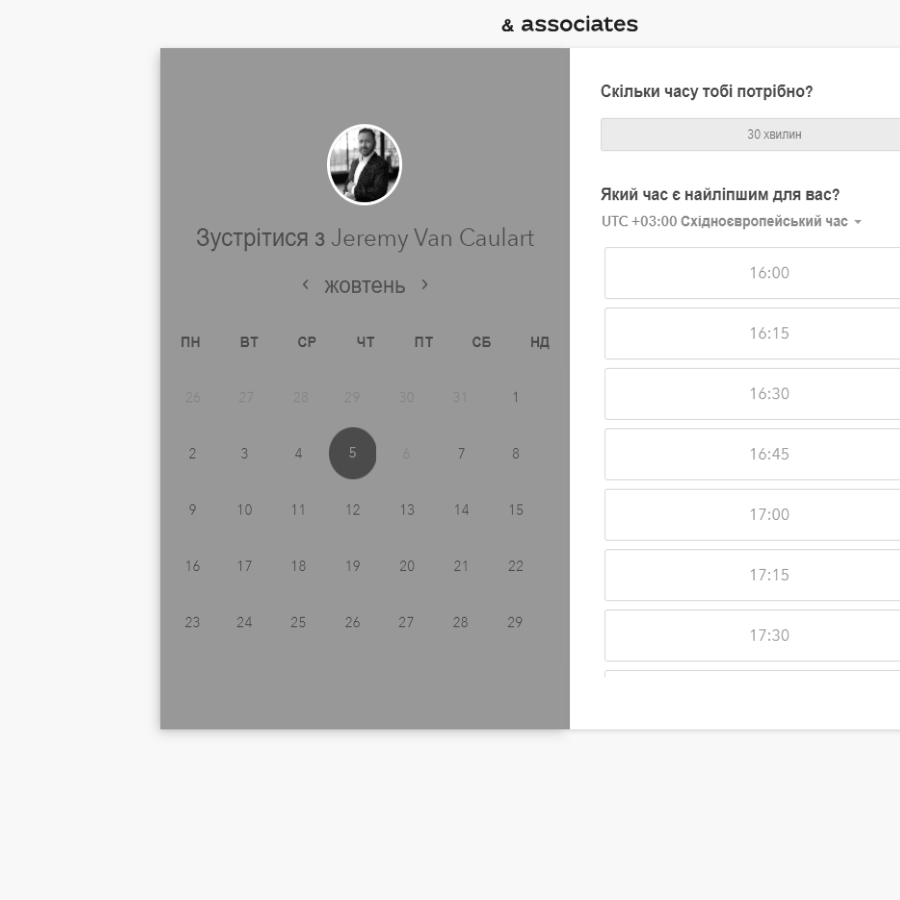 & associates
Зустрітися з Jeremy Van Caulart
жовтень
ПН ВТ СР ЧТ ПТ СБ НД
26 27 28 29 30 31 1
2 3 4 5 6 7 8
9 10 11 12 13 14 15
16 17 18 19 20 21 22
23 24 25 26 27 28 29
Скільки часу тобі потрібно?
30 хвилин
Який час є найліпшим для вас?
UTC +03:00 Східноєвропейський час
16:00
16:15
16:30
16:45
17:00
17:15
17:30